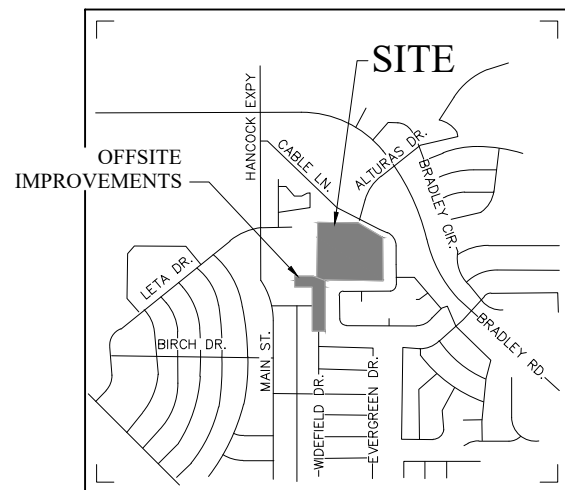 SITE
HANCOCK EXPY
CABLE LN.
ALTURAS DR.
OFFSITE
IMPROVEMENTS
BRADLEY CIR.
LETA DR.
BIRCH DR.
MAIN ST.
WIDEFIELD DR.
EVERGREEN DR.
BRADLEY RD.